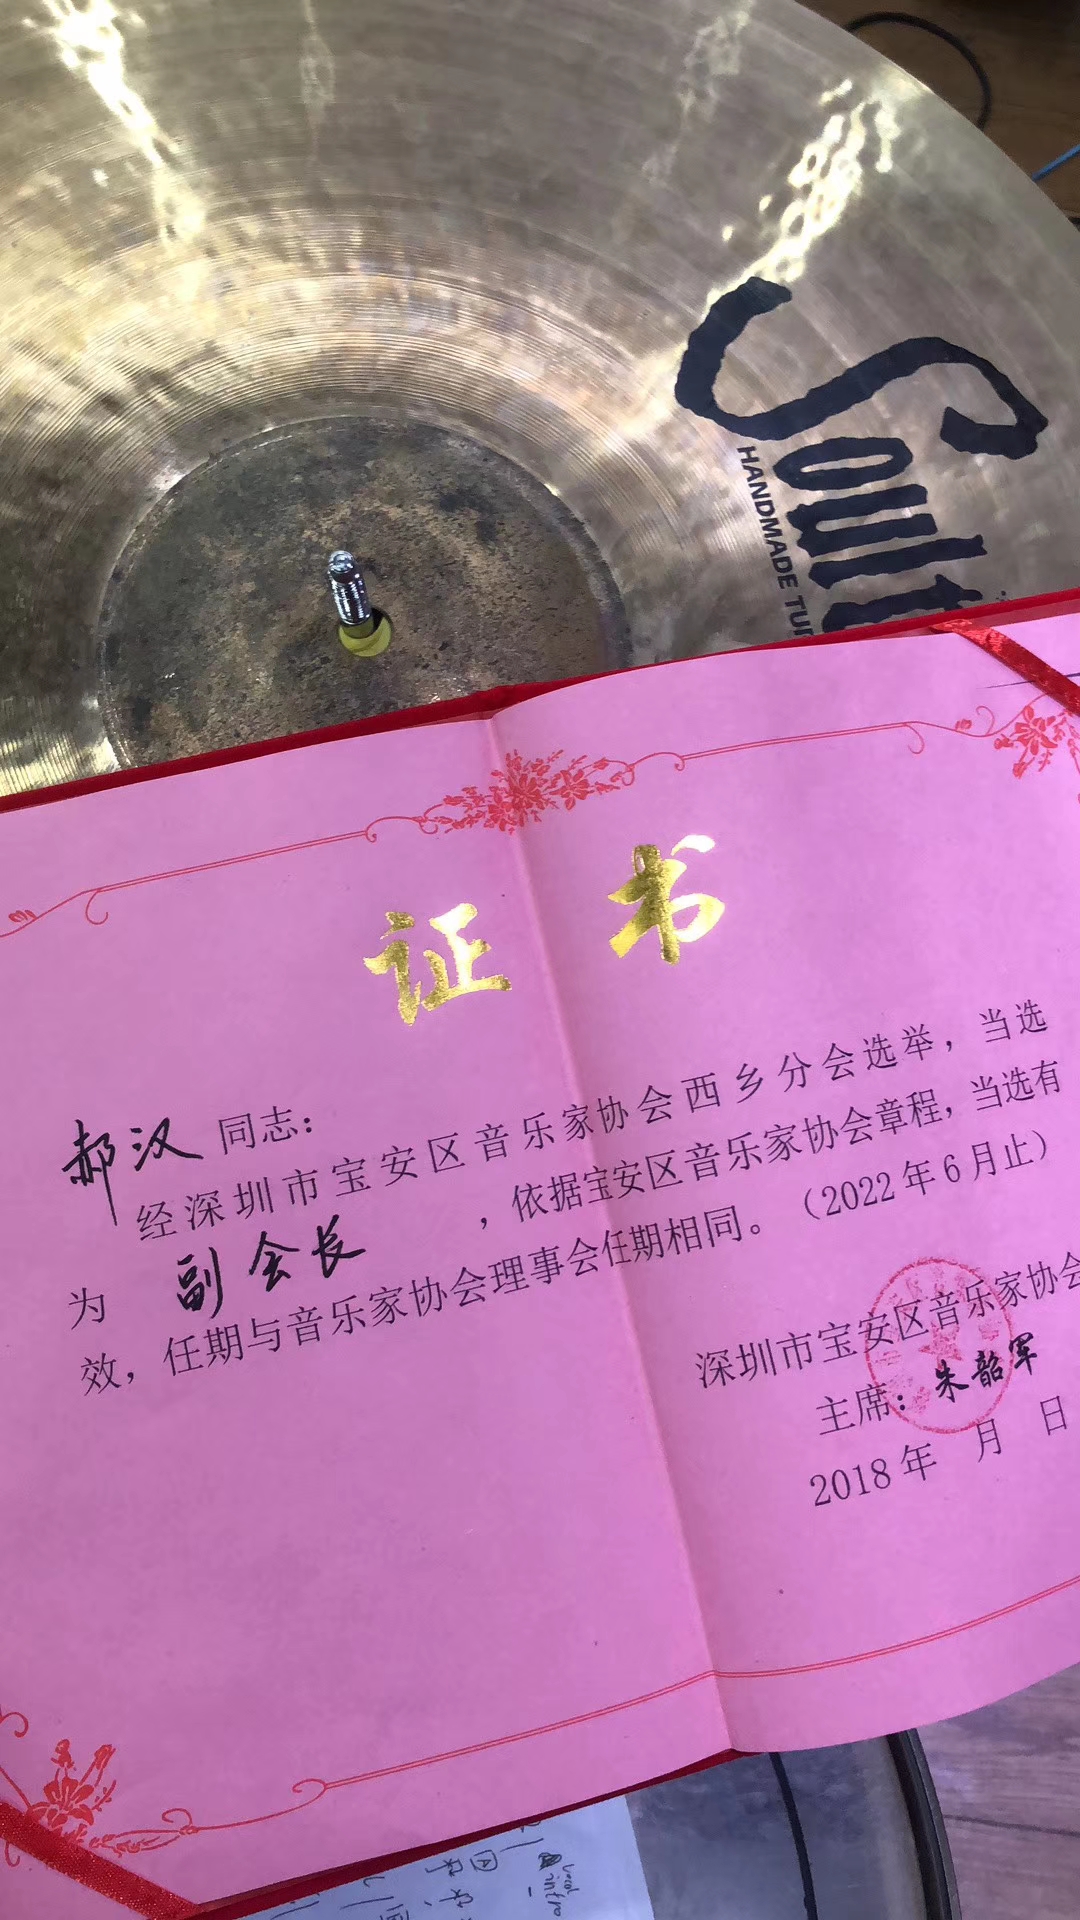 Soult
HANDMADE TUR
证书
郝汉 同志：
经深圳市宝安区音乐家协会西乡分会选举，当选
为 副会长 ，依据宝安区音乐家协会章程，当选有
效，任期与音乐家协会理事会任期相同。（2022年6月止）
深圳市宝安区音乐家协会
主席：朱韶军
2018年 月 日
vocal
intro